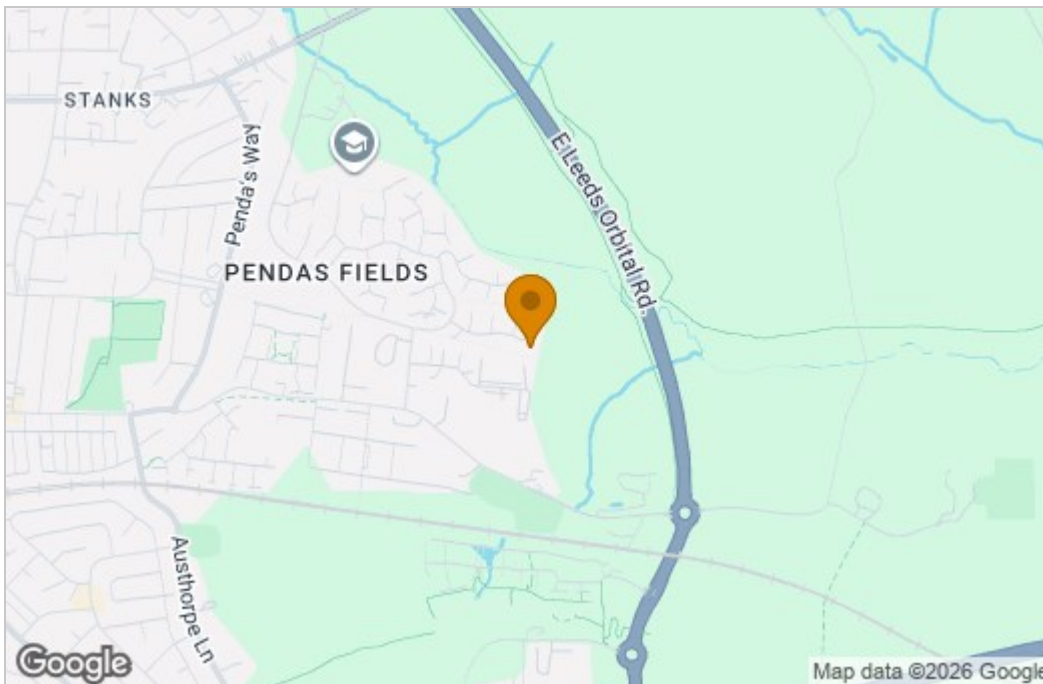 STANKS
Penda's Way
E Leeds Orbital Rd.
PENDAS FIELDS
Austhorpe Ln
Google
Map data ©2026 Google